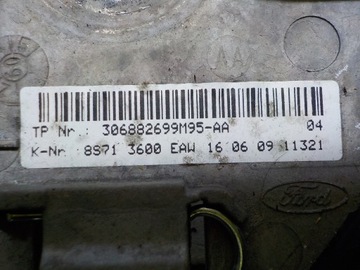 TP Nr.: 306882699M95-AA 04
K-Nr. 8S71 3600 EAW 16 06 09 11321
Ford